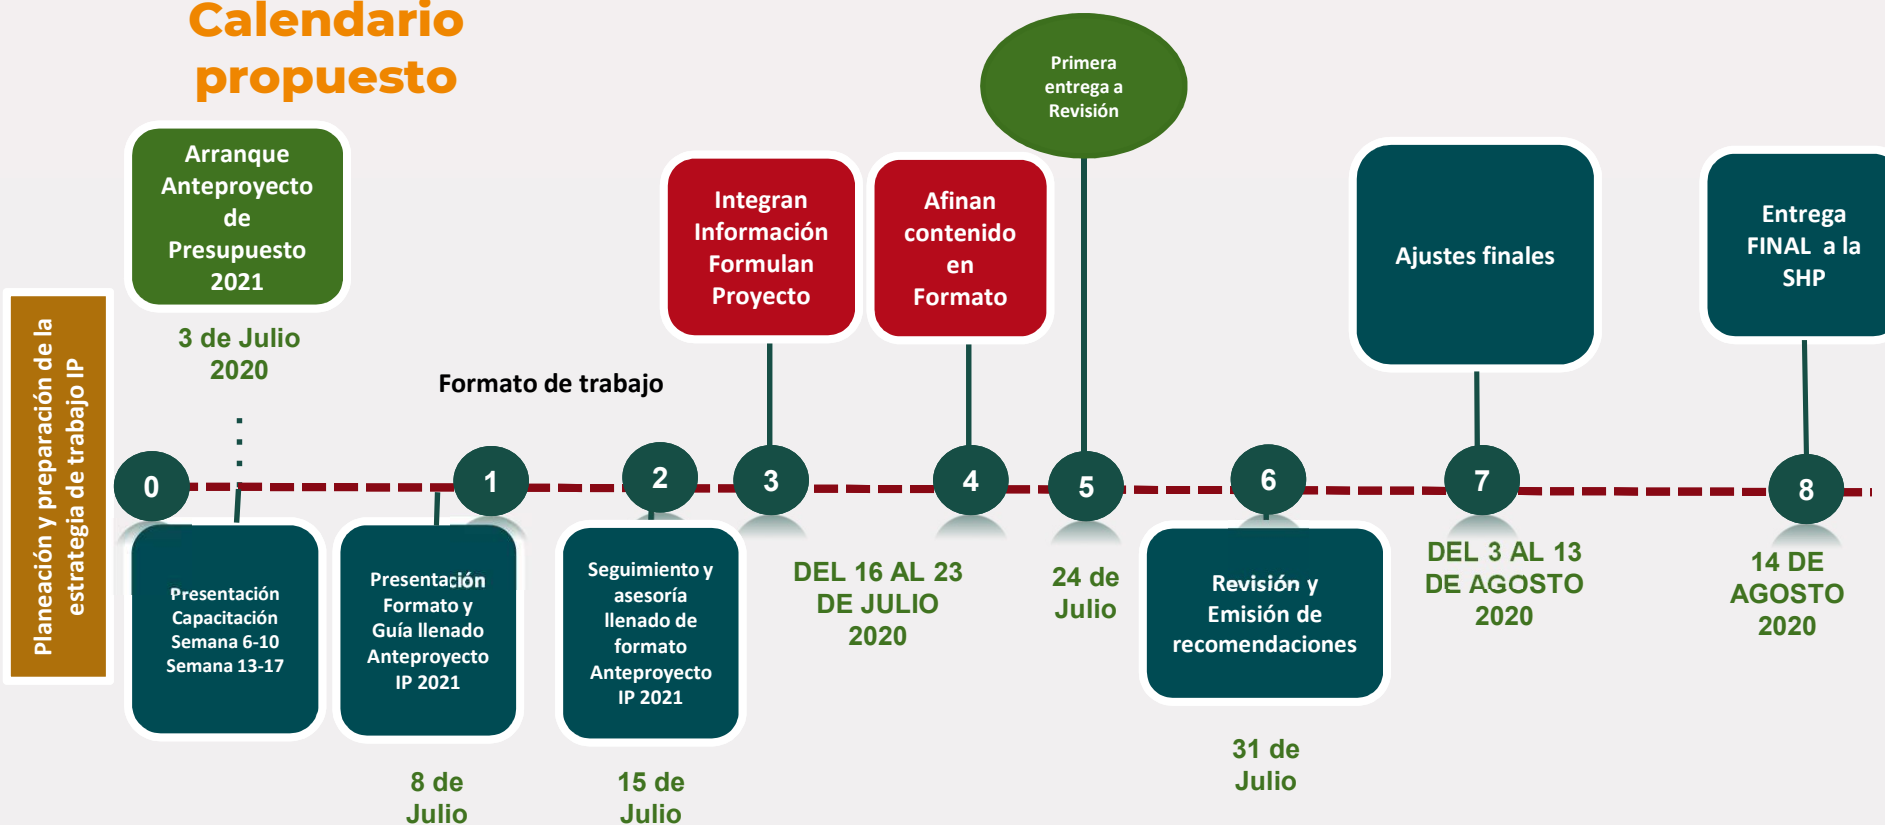 Calendario
propuesto
Planeación y preparación de la
estrategia de trabajo IP
Arranque
Anteproyecto
de
Presupuesto
2021
3 de Julio
2020
Formato de trabajo
Integran
Información
Formulan
Proyecto
Afinan
contenido
en
Formato
Primera
entrega a
Revisión
Ajustes finales
Entrega
FINAL a la
SHP
0
1
2
3
4
5
6
7
8
Presentación
Capacitación
Semana 6-10
Semana 13-17
Presentación
Formato y
Guía llenado
Anteproyecto
IP 2021
8 de
Julio
Seguimiento y
asesoría
llenado de
formato
Anteproyecto
IP 2021
15 de
Julio
DEL 16 AL 23
DE JULIO
2020
24 de
Julio
Revisión y
Emisión de
recomendaciones
31 de
Julio
DEL 3 AL 13
DE AGOSTO
2020
14 DE
AGOSTO
2020